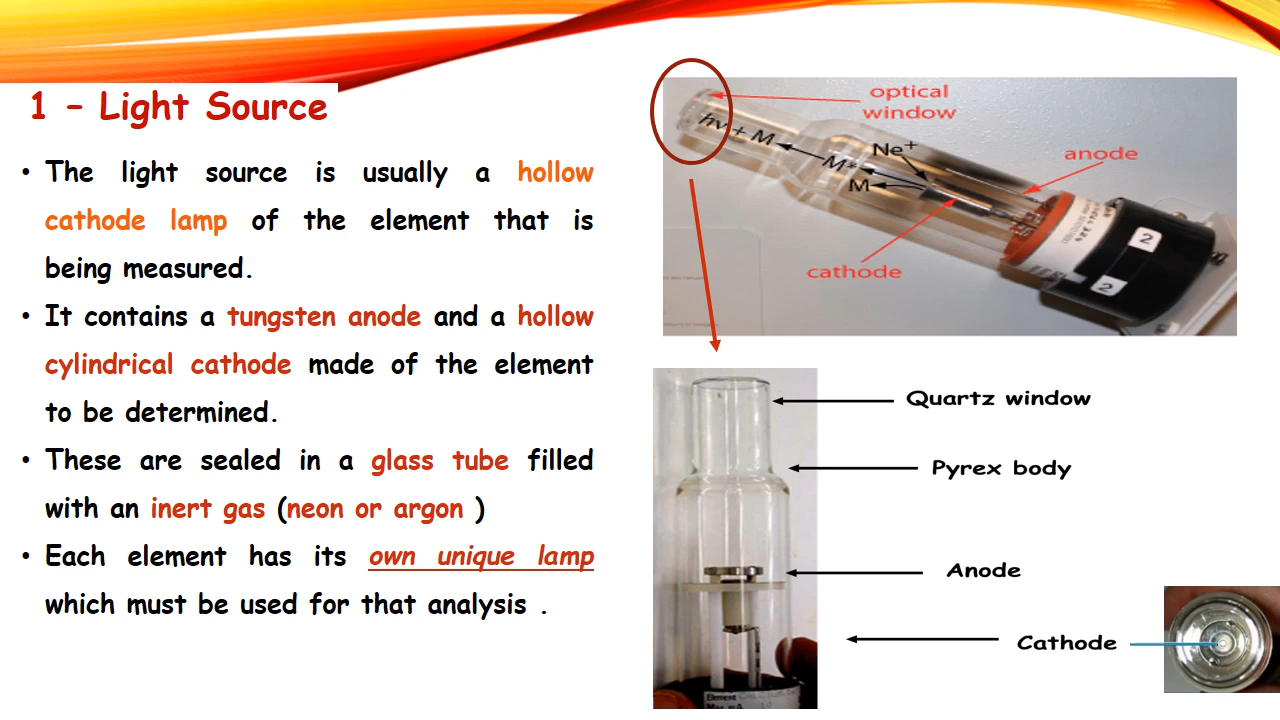 1 – Light Source
• The light source is usually a hollow
cathode lamp of the element that is
being measured.
• It contains a tungsten anode and a hollow
cylindrical cathode made of the element
to be determined.
• These are sealed in a glass tube filled
with an inert gas (neon or argon )
• Each element has its own unique lamp
which must be used for that analysis .
optical
window
hν + M
Ne⁺
M*
M
anode
cathode
2
2
Quartz window
Pyrex body
Anode
Cathode
Element